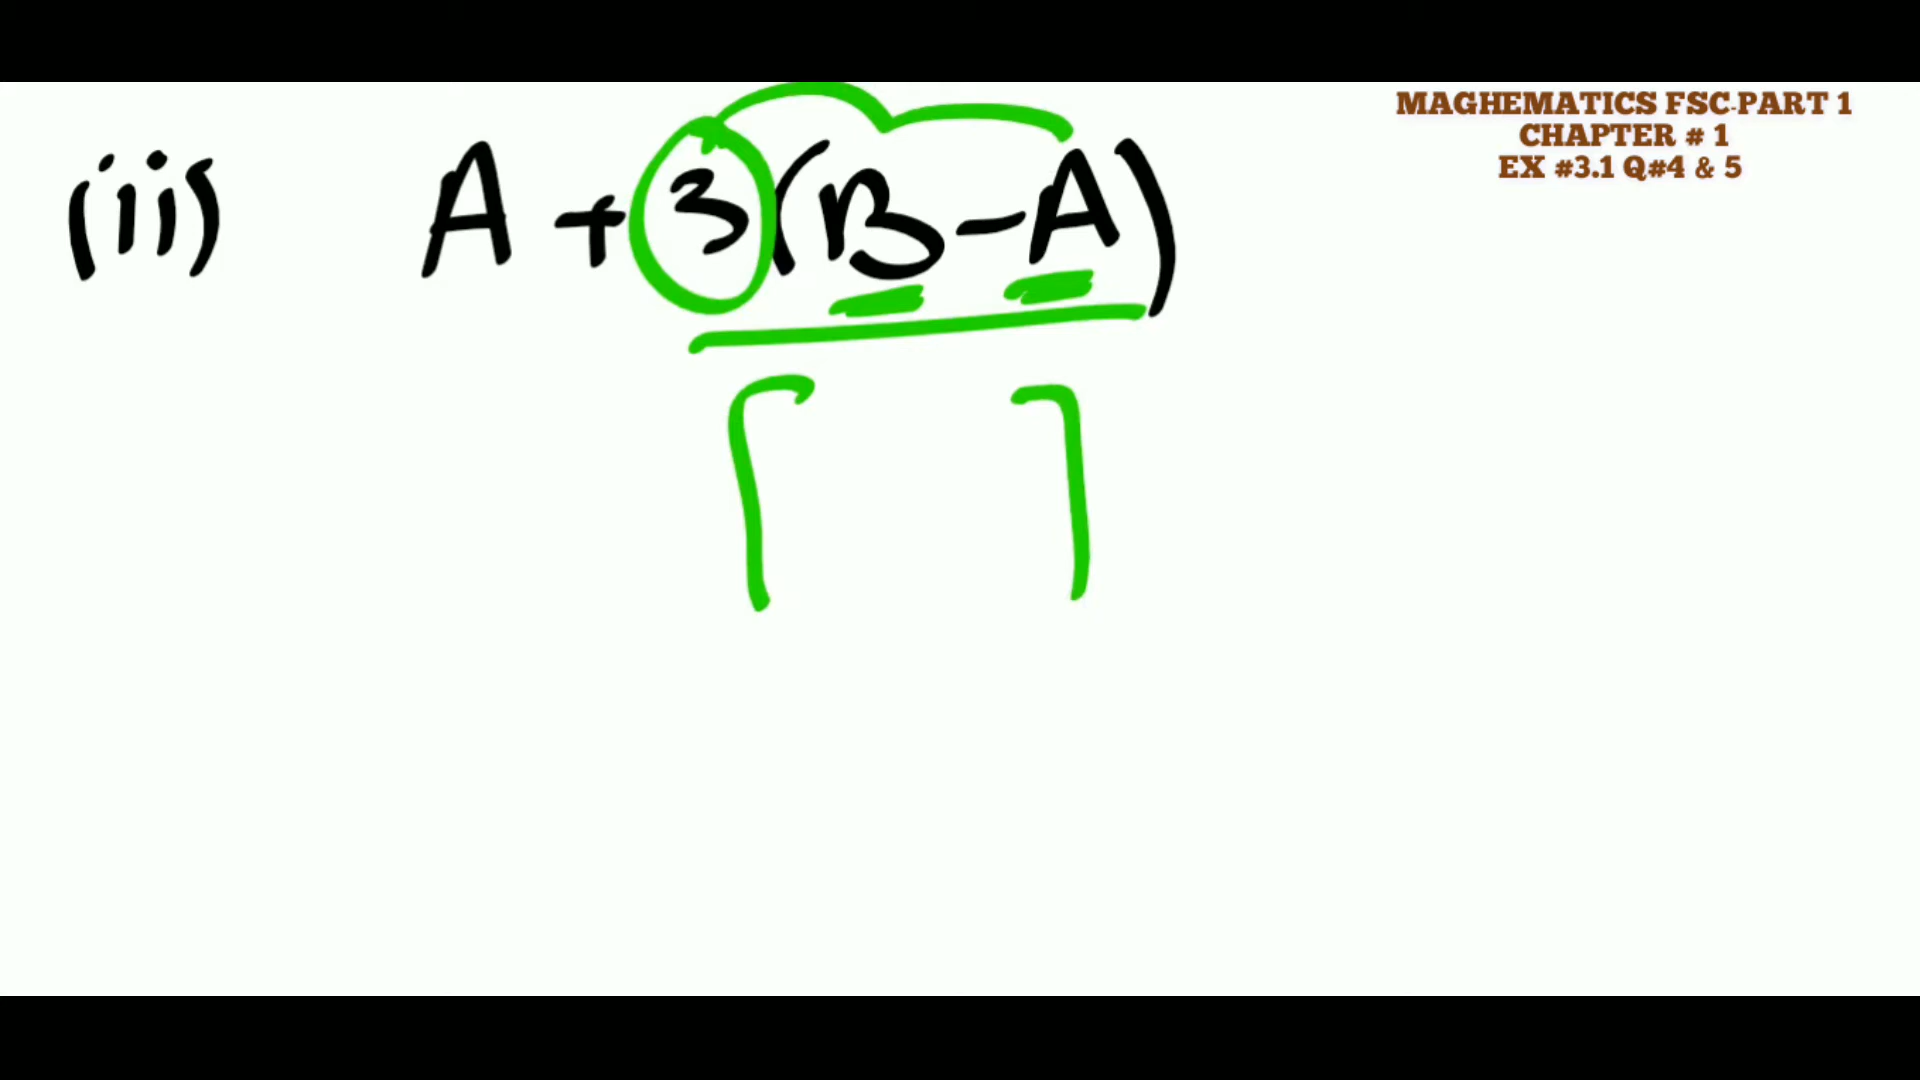 MAGHEMATICS FSC-PART 1
CHAPTER # 1
EX #3.1 Q#4 & 5
(ii) A + 3 (B - A)